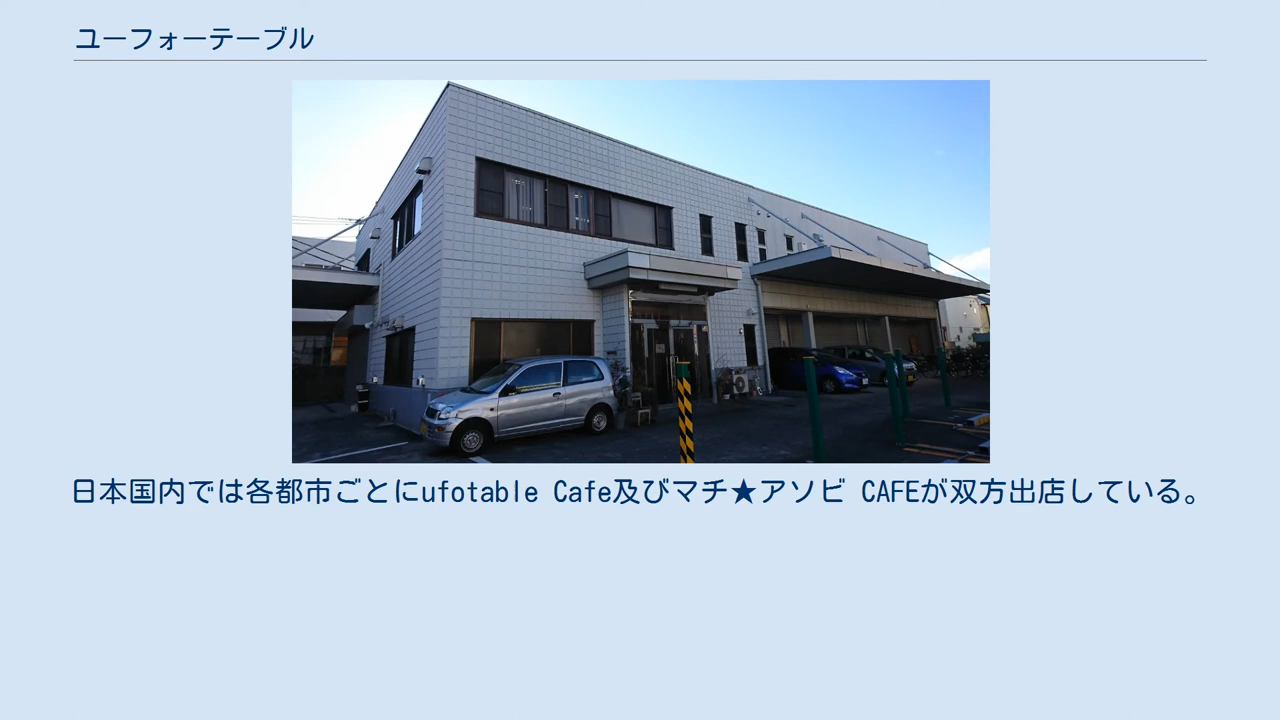 ユーフォーテーブル
日本国内では各都市ごとにufotable Cafe及びマチ★アソビ CAFEが双方出店している。